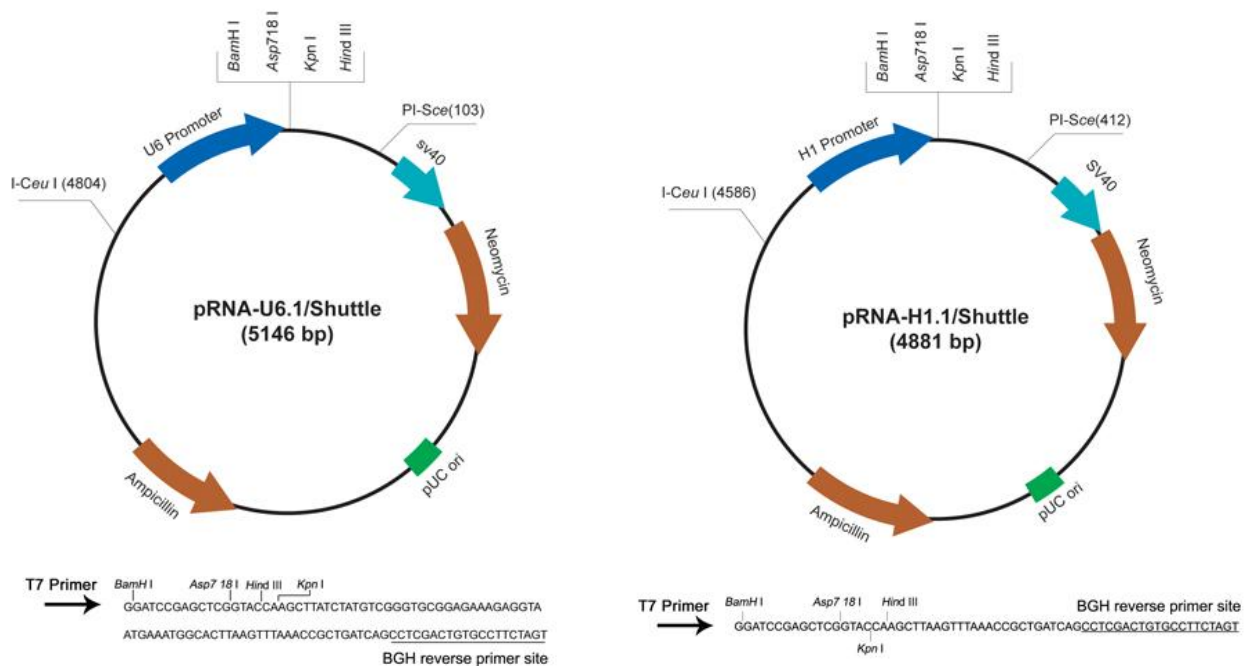 BamH I
Asp718 I
Kpn I
Hind III
U6 Promoter
PI-Sce(103)
sv40
I-Ceu I (4804)
Neomycin
pRNA-U6.1/Shuttle
(5146 bp)
Ampicillin
pUC ori
T7 Primer
BamH I
Asp7 18 I
Hind III
Kpn I
GGATCCGAGCTCGGTACCAAGCTTATCTATGTCGGGTGCGGAGAAAGAGGTA
ATGAAATGGCACTTAAGTTTAAACCGCTGATCAGCCTCGACTGTGCCTTCTAGT
BGH reverse primer site
BamH I
Asp718 I
Kpn I
Hind III
H1 Promoter
PI-Sce(412)
SV40
I-Ceu I (4586)
Neomycin
pRNA-H1.1/Shuttle
(4881 bp)
Ampicillin
pUC ori
BGH reverse primer site
T7 Primer
BamH I
Asp7 18 I
Hind III
GGATCCGAGCTCGGTACCAAGCTTAAGTTTAAACCGCTGATCAGCCTCGACTGTGCCTTCTAGT
Kpn I